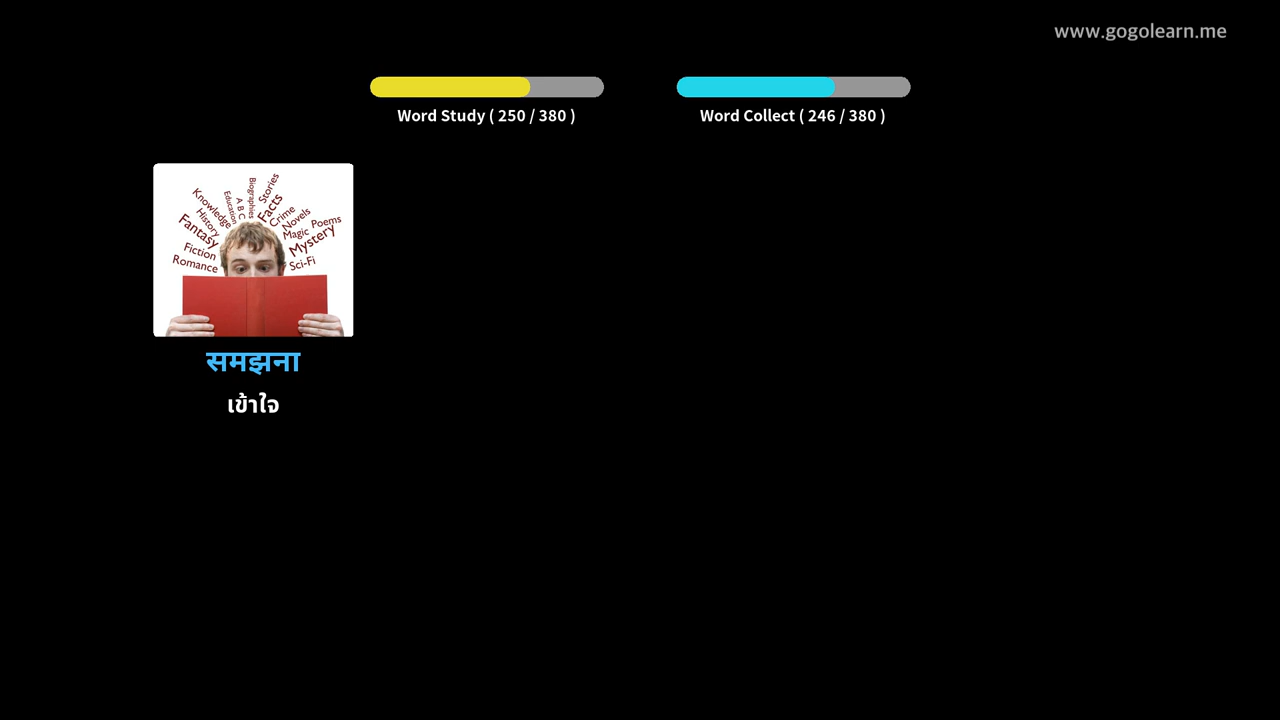 www.gogolearn.me
Word Study ( 250 / 380 )
Word Collect ( 246 / 380 )
Knowledge
History
Fantasy
Fiction
Romance
Education
A B C
Biographies
Stories
Facts
Crime
Novels
Magic
Poems
Mystery
Sci-Fi
समझना
เข้าใจ